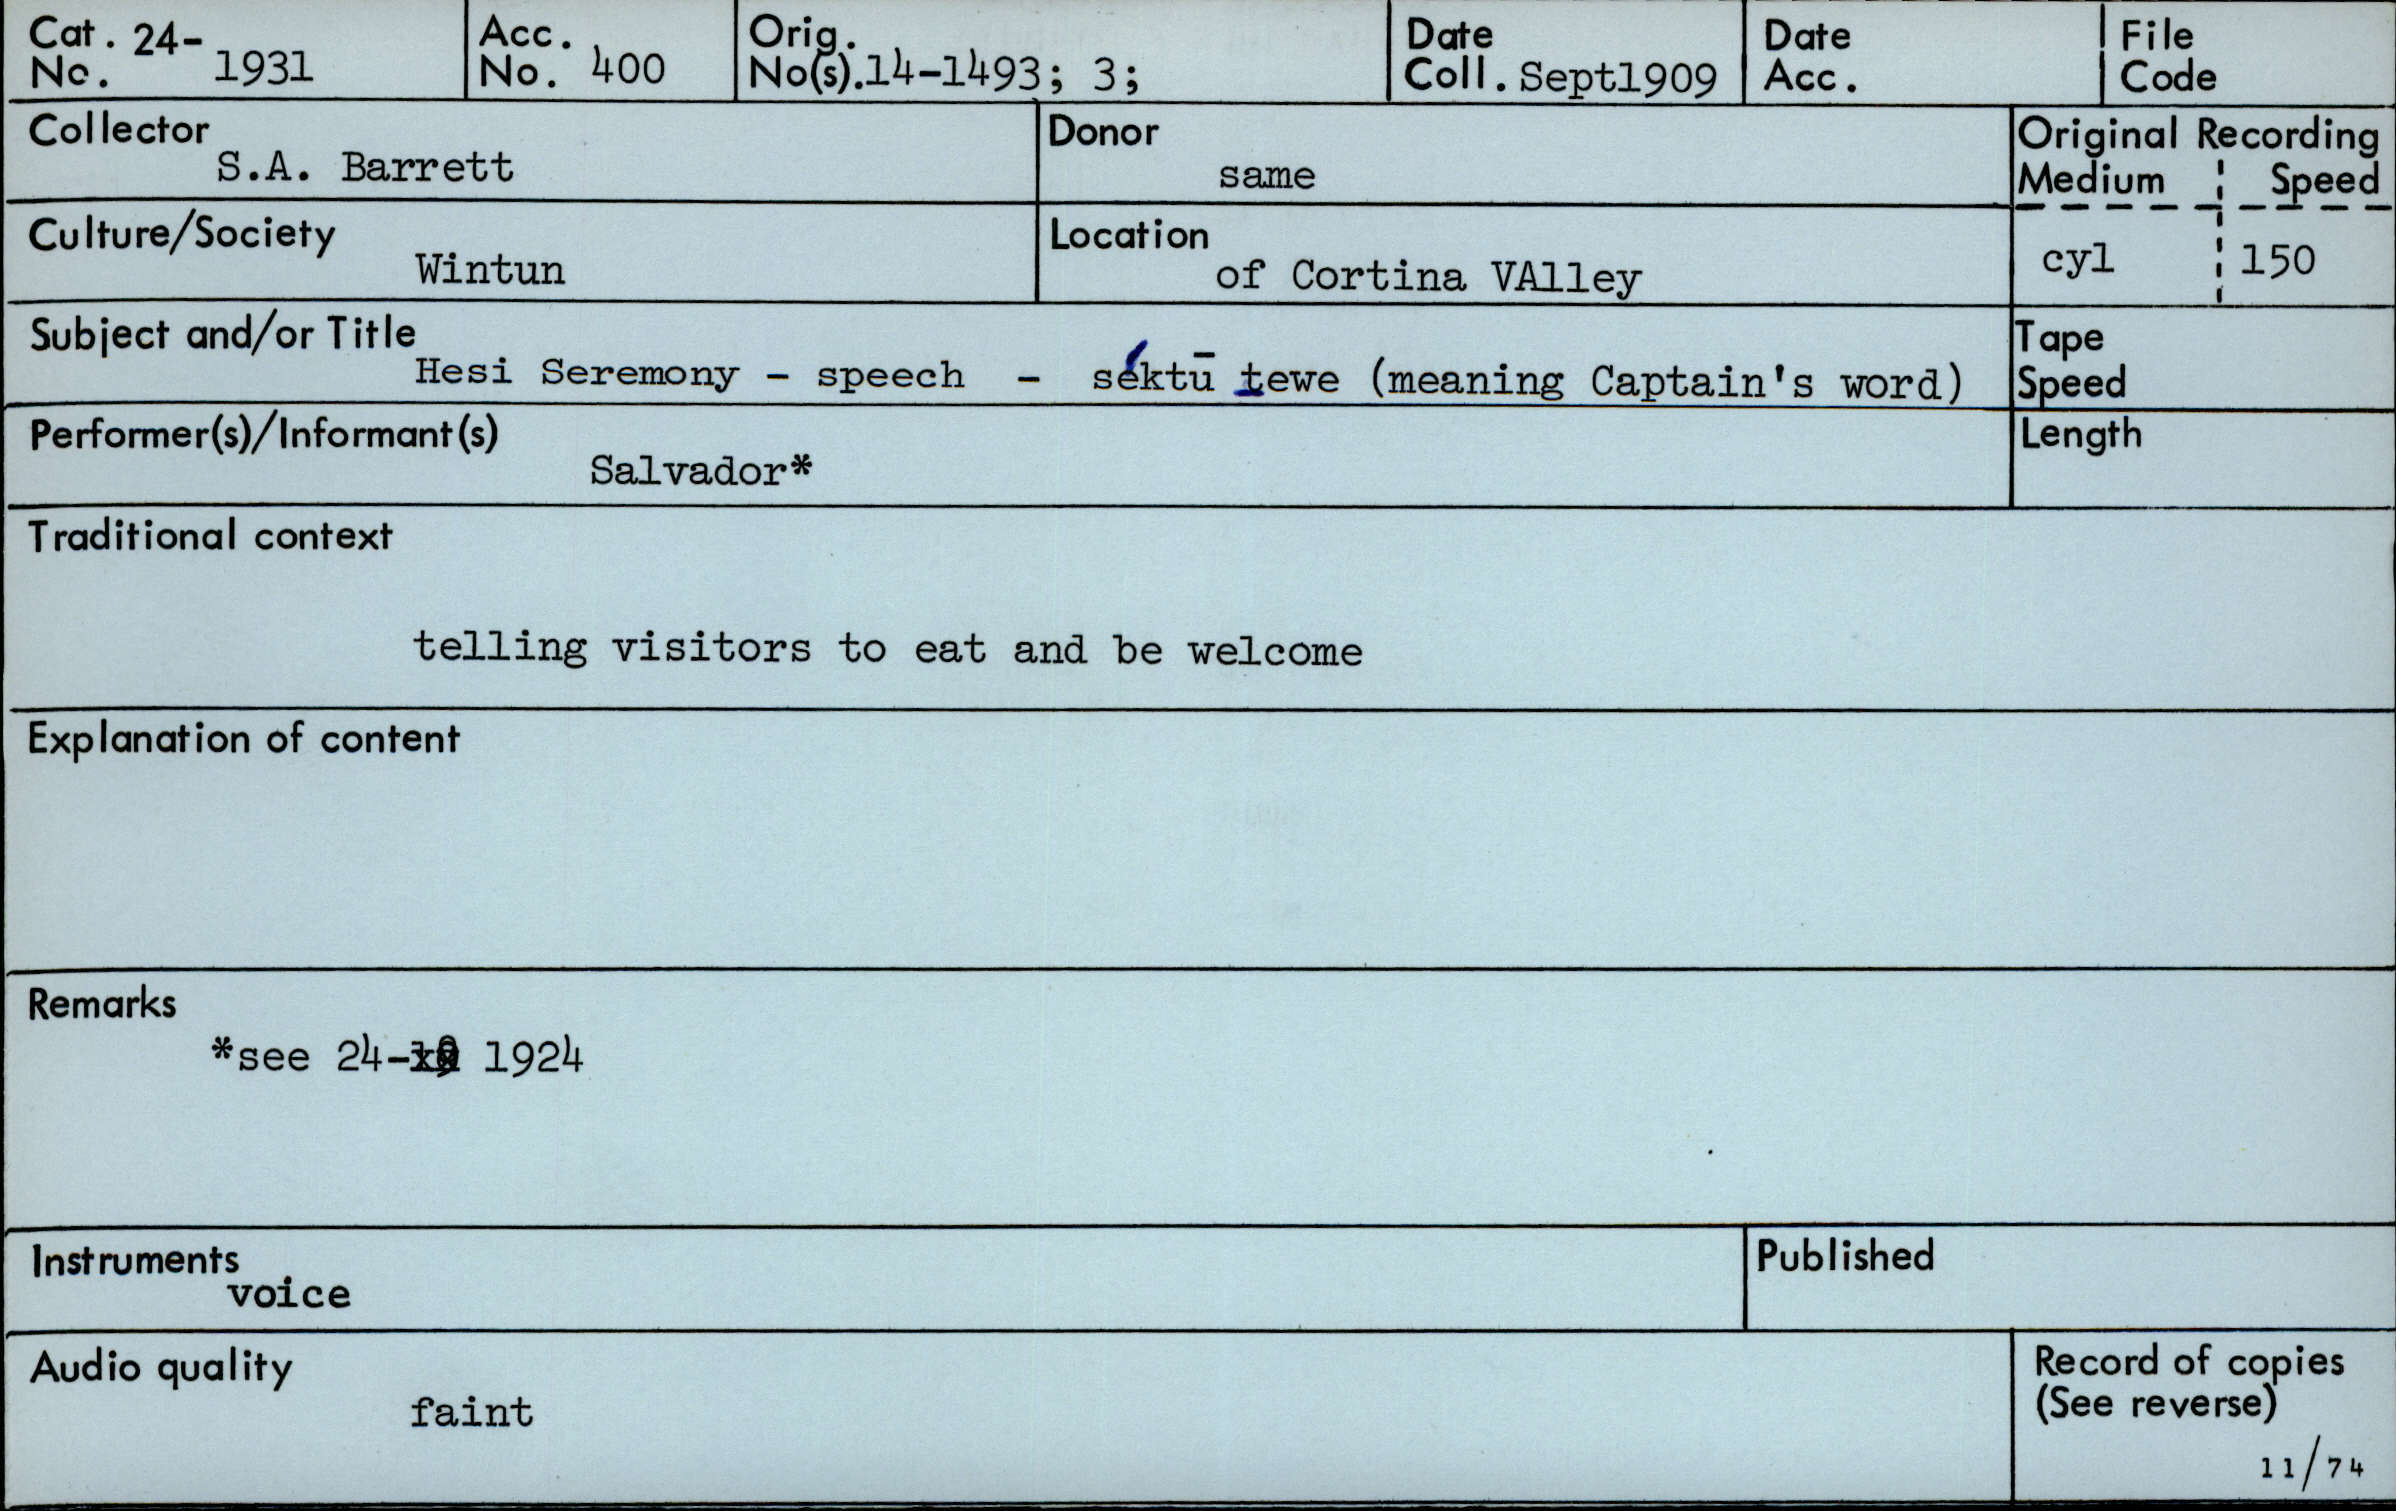 Cat. 24-
No. 1931
Acc.
No. 400
Orig.
No(s).14-1493; 3;
Date
Coll. Sept1909
Date
Acc.
File
Code
Collector
S.A. Barrett
Donor
same
Original Recording
Medium Speed
cyl 150
Culture/Society
Wintun
Location
of Cortina VAlley
Subject and/or Title
Hesi Seremony - speech - séktū ṯewe (meaning Captain's word)
Tape
Speed
Performer(s)/Informant(s)
Salvador*
Length
Traditional context
telling visitors to eat and be welcome
Explanation of content
Remarks
*see 24- 1924
Instruments
voice
Published
Audio quality
faint
Record of copies
(See reverse)
11/74